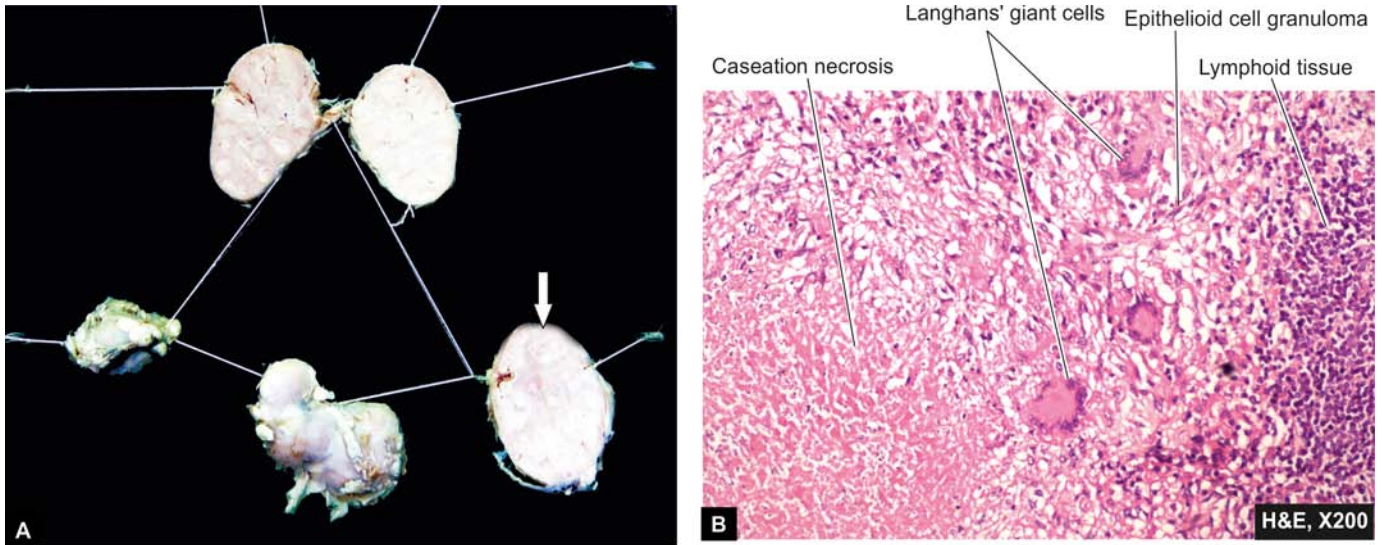 Langhans' giant cells
Epithelioid cell granuloma
Caseation necrosis
Lymphoid tissue
A
B
H&E, X200